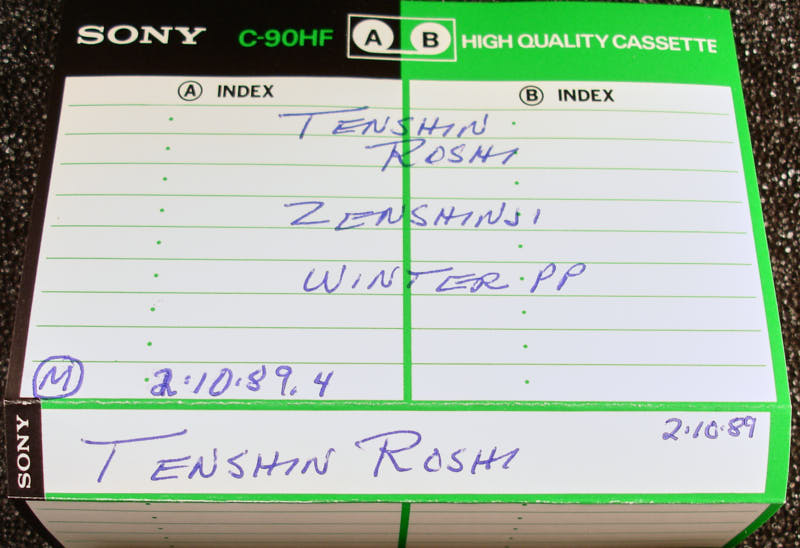 SONY C-90HF A B HIGH QUALITY CASSETTE
A INDEX B INDEX
TENSHIN
ROSHI
ZENSHINJI
WINTER PP
M 2·10·89.4
SONY TENSHIN ROSHI 2·10·89